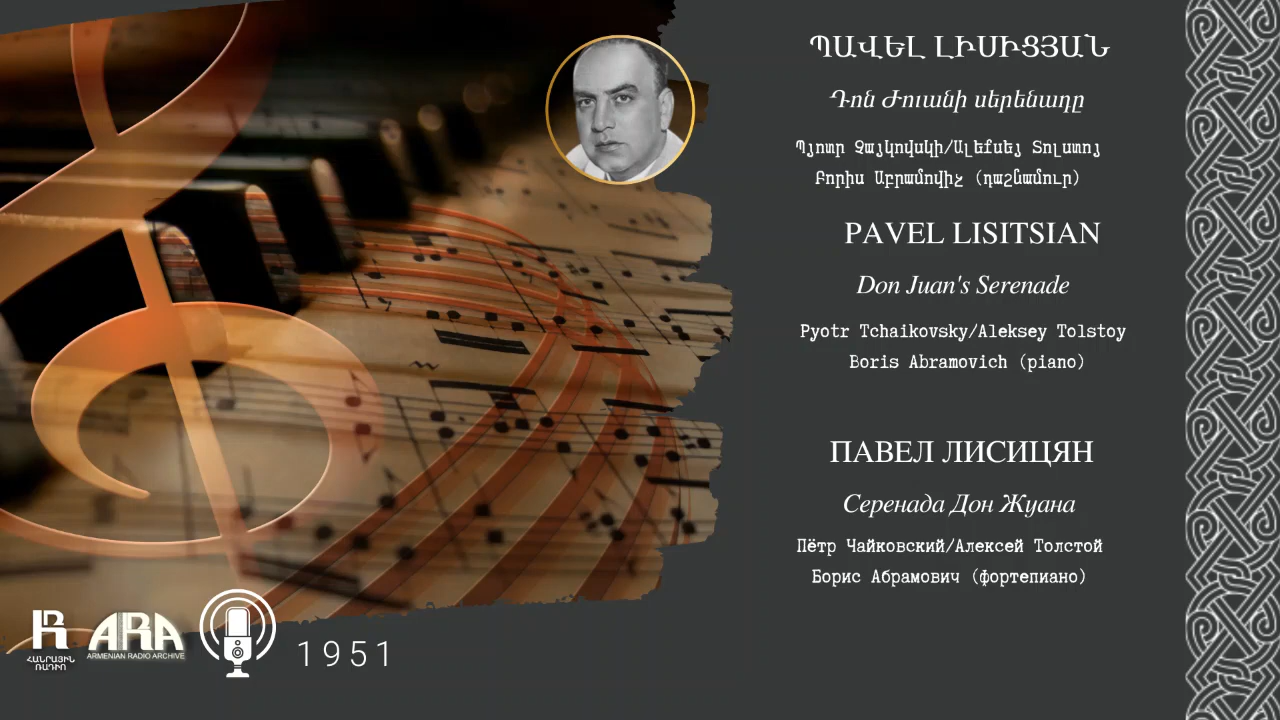 ՊԱՎԵԼ ԼԻՍԻՑՅԱՆ
Դոն Ժուանի սերենադը
Պյոտր Չայկովսկի/Ալեքսեյ Տոլստոյ
Բորիս Աբրամովիչ (դաշնամուր)
PAVEL LISITSIAN
Don Juan's Serenade
Pyotr Tchaikovsky/Aleksey Tolstoy
Boris Abramovich (piano)
ПАВЕЛ ЛИСИЦЯН
Серенада Дон Жуана
Пётр Чайковский/Алексей Толстой
Борис Абрамович (фортепиано)
ՀԱՆՐԱՅԻՆ
ՌԱԴԻՈ
ARA
ARMENIAN RADIO ARCHIVE
1951